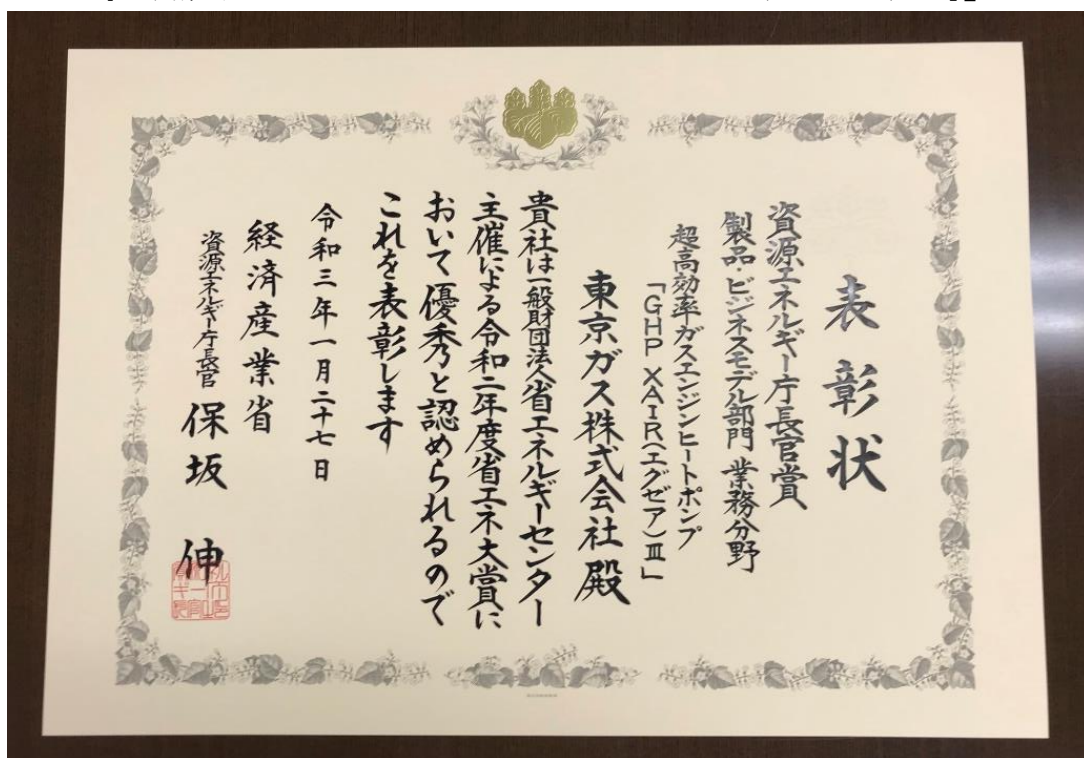 表彰状
資源エネルギー庁長官賞
製品・ビジネスモデル部門 業務分野
超高効率ガスエンジンヒートポンプ
「GHP XAIR(エグゼア)Ⅲ」
東京ガス株式会社 殿
貴社は一般財団法人省エネルギーセンター
主催による令和二年度省エネ大賞に
おいて優秀と認められるので
これを表彰します
令和三年一月二十七日
経済産業省
資源エネルギー庁長官 保坂 伸